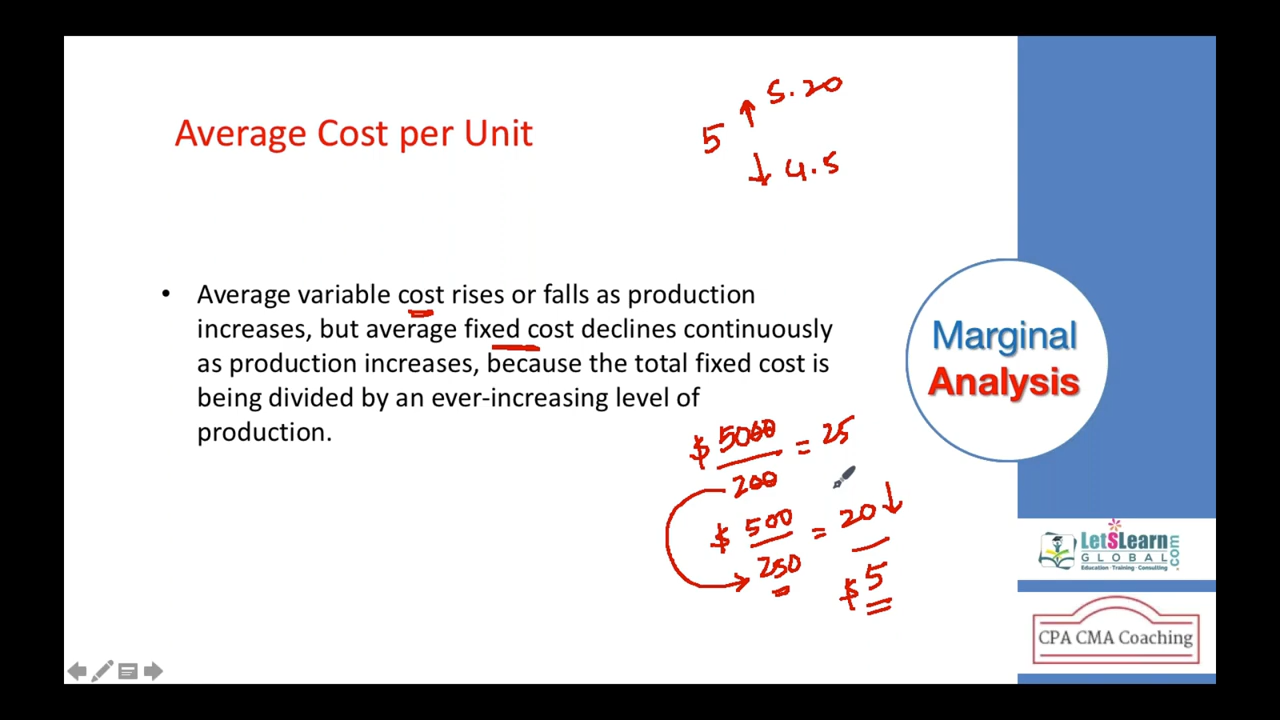 5.20
5
4.5
Average Cost per Unit
• Average variable cost rises or falls as production
increases, but average fixed cost declines continuously
as production increases, because the total fixed cost is
being divided by an ever-increasing level of
production.
Marginal
Analysis
$ 5000 = 25
200
$ 500 = 20
250
$ 5
LetSLearn
GLOBAL.com
Education·Training·Consulting
CPA CMA Coaching